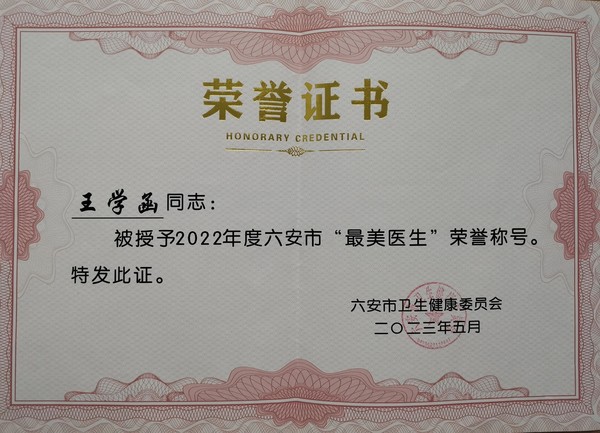 荣誉证书
HONORARY CREDENTIAL
王学函同志：
被授予2022年度六安市“最美医生”荣誉称号。
特发此证。
六安市卫生健康委员会
二〇二三年五月